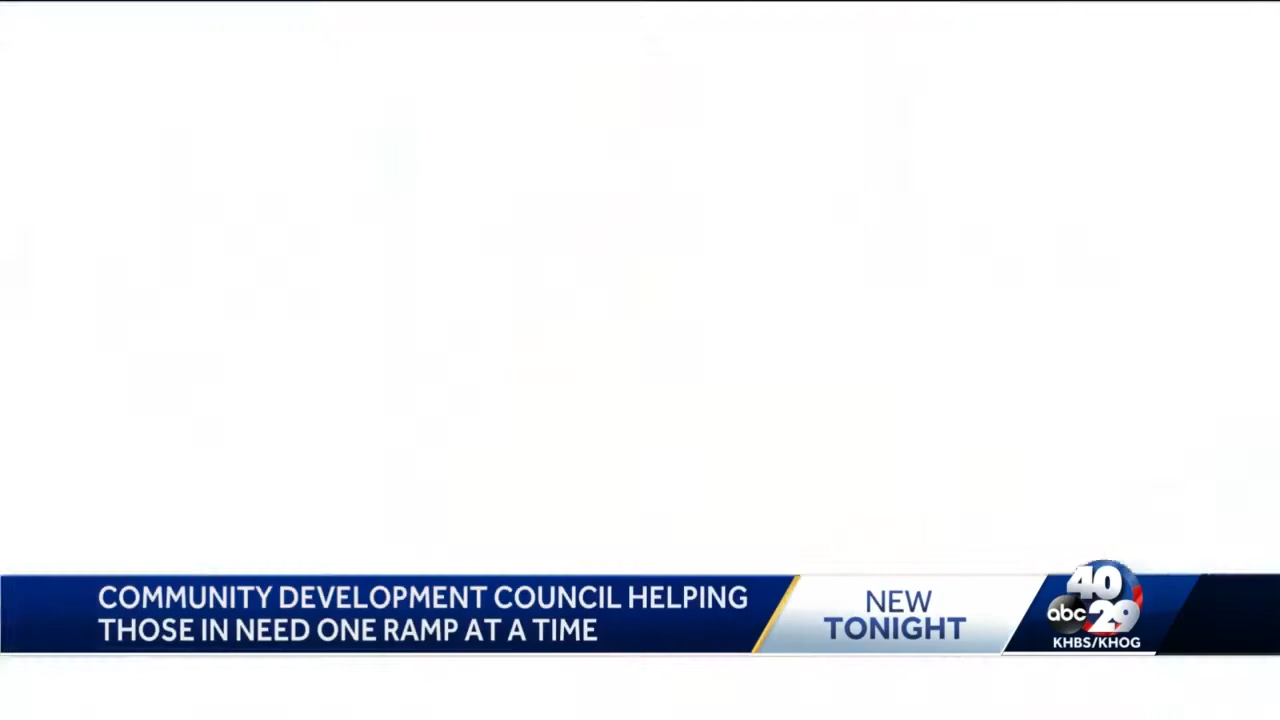 COMMUNITY DEVELOPMENT COUNCIL HELPING
THOSE IN NEED ONE RAMP AT A TIME
NEW
TONIGHT
40
abc 29
KHBS/KHOG